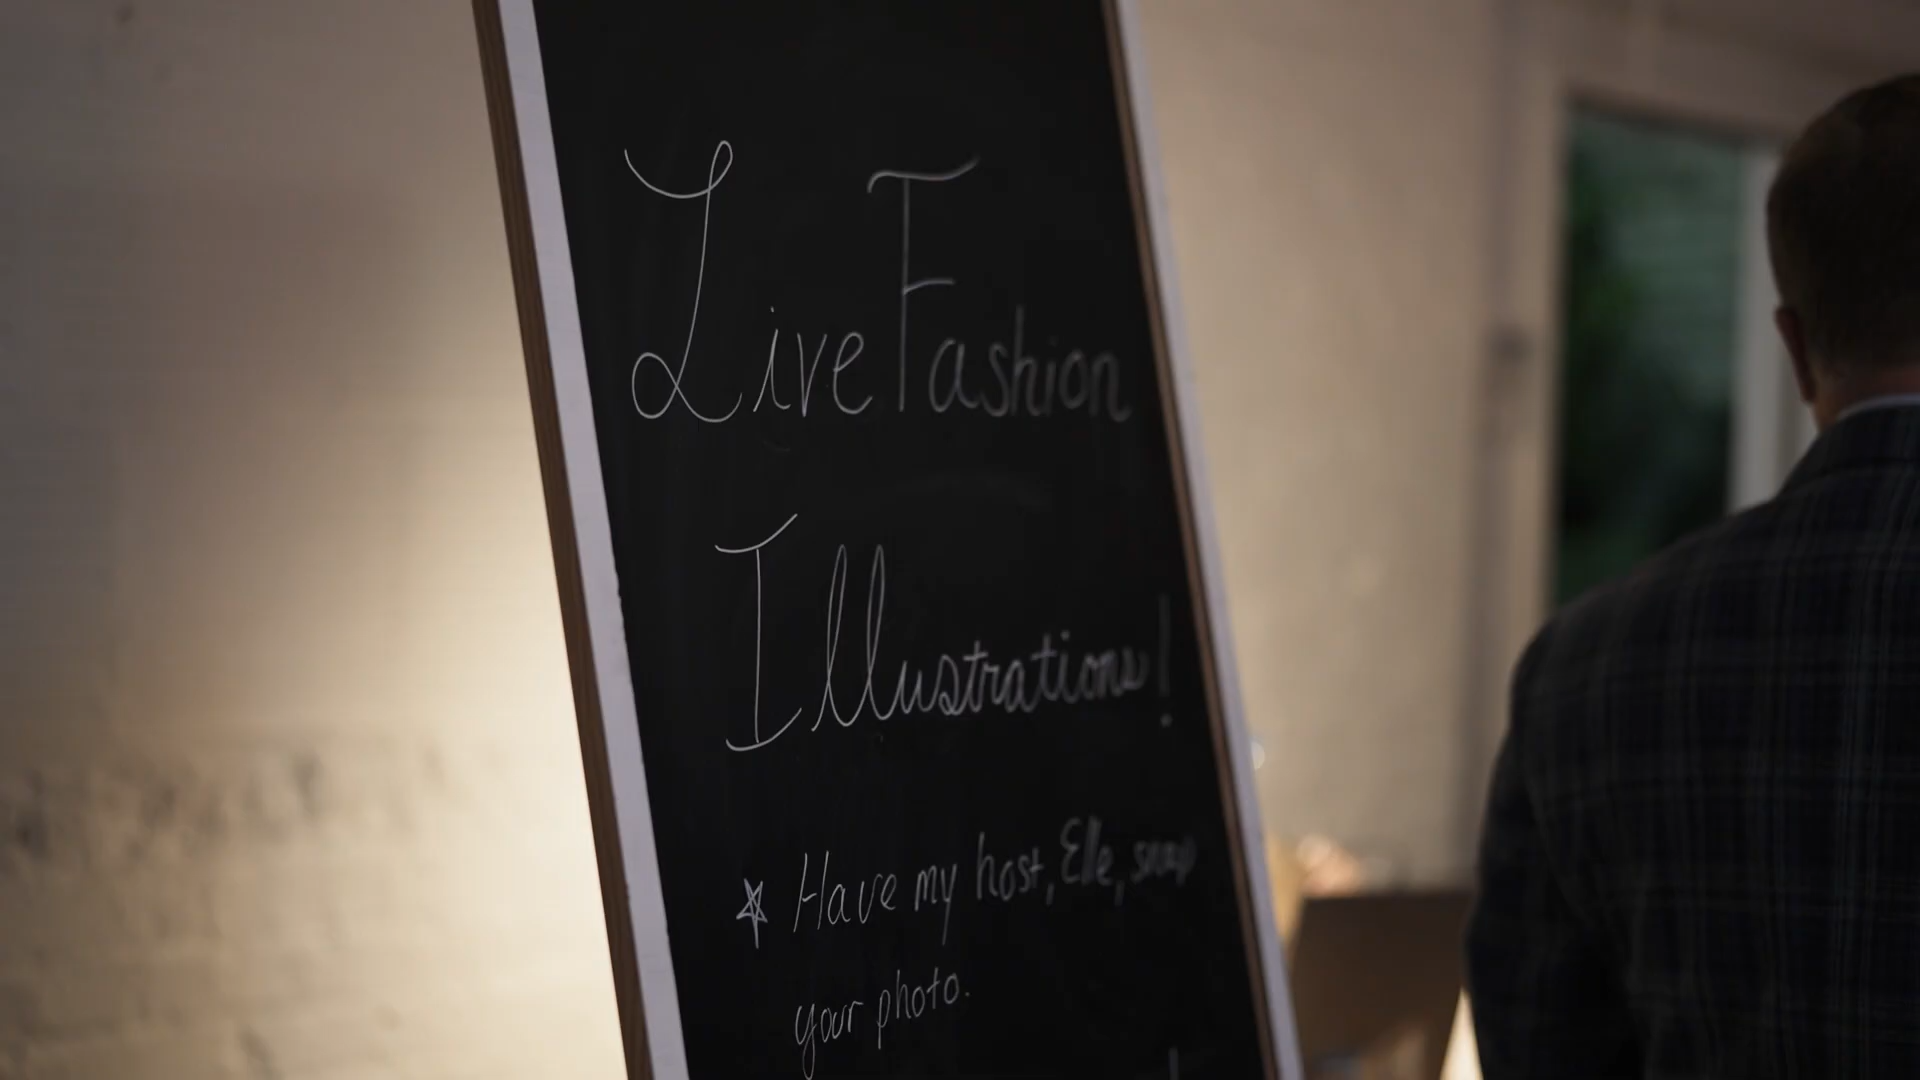 Live Fashion
Illustrations!
☆ Have my host, Elle, snap
your photo.